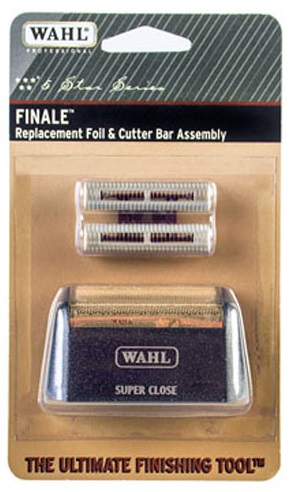 WAHL
PROFESSIONAL
5 Star Series
FINALE™
Replacement Foil & Cutter Bar Assembly
WAHL
SUPER CLOSE
THE ULTIMATE FINISHING TOOL™